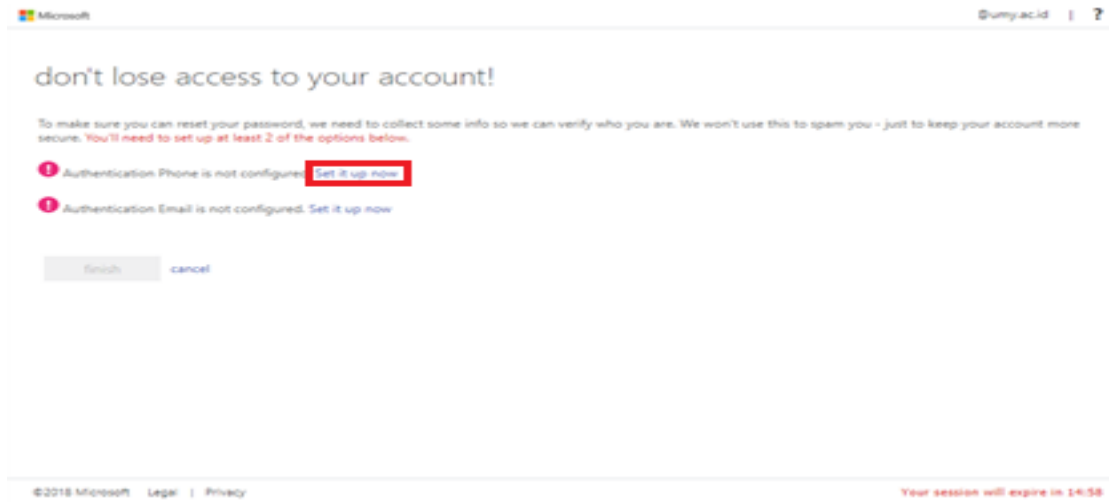 Microsoft
@umy.ac.id | ?
don't lose access to your account!
To make sure you can reset your password, we need to collect some info so we can verify who you are. We won't use this to spam you - just to keep your account more
secure. You'll need to set up at least 2 of the options below.
! Authentication Phone is not configured Set it up now
! Authentication Email is not configured. Set it up now
finish cancel
©2018 Microsoft Legal | Privacy
Your session will expire in 14:58